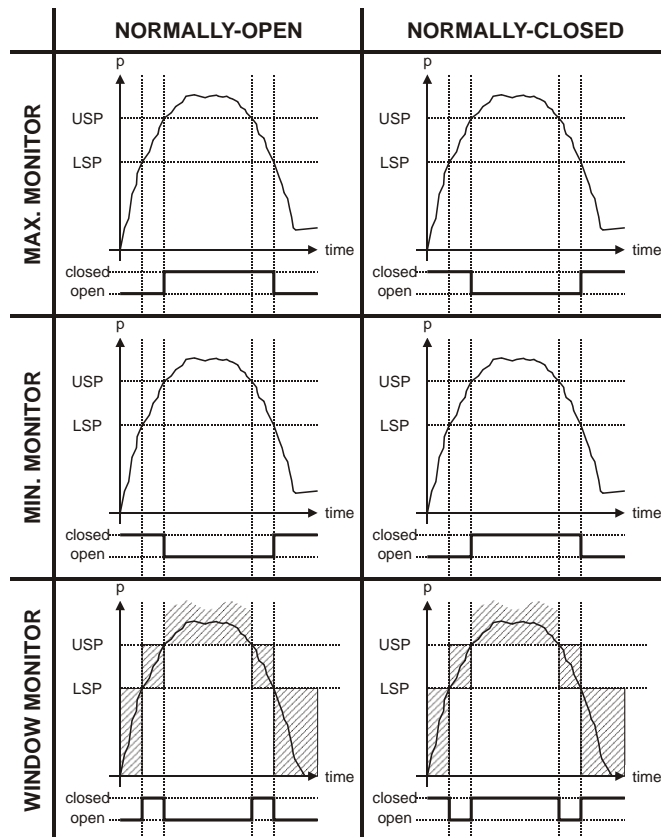 NORMALLY-OPEN NORMALLY-CLOSED
MAX. MONITOR
p p
USP USP
LSP LSP
time time
closed closed
open open
MIN. MONITOR
p p
USP USP
LSP LSP
time time
closed closed
open open
WINDOW MONITOR
p p
USP USP
LSP LSP
time time
closed closed
open open